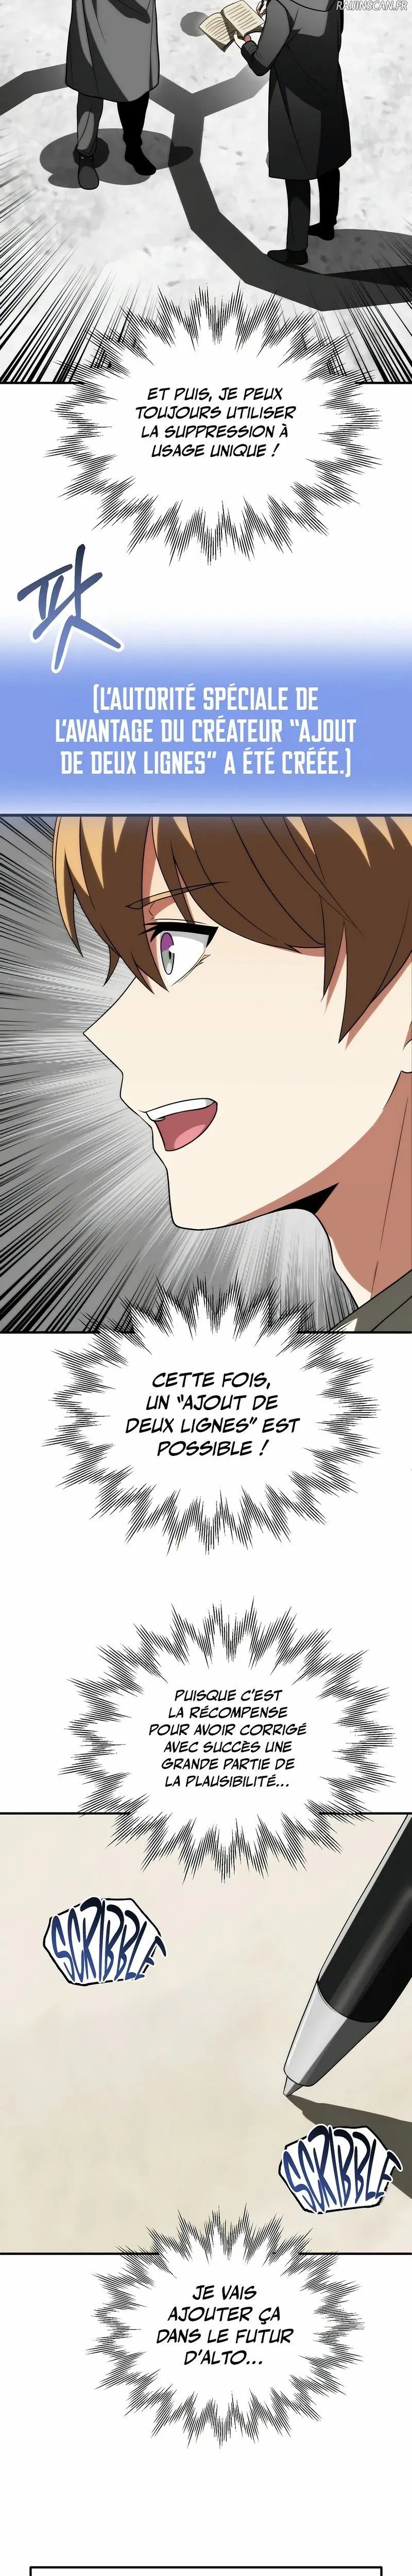 RAIJINSCAN.FR
ET PUIS, JE PEUX
TOUJOURS UTILISER
LA SUPPRESSION À
USAGE UNIQUE !
팟
[L'AUTORITÉ SPÉCIALE DE
L'AVANTAGE DU CRÉATEUR "AJOUT
DE DEUX LIGNES" A ÉTÉ CRÉÉE.]
CETTE FOIS,
UN "AJOUT DE
DEUX LIGNES" EST
POSSIBLE !
PUISQUE C'EST
LA RÉCOMPENSE
POUR AVOIR CORRIGÉ
AVEC SUCCÈS UNE
GRANDE PARTIE DE
LA PLAUSIBILITÉ...
SCRIBBLE
SCRIBBLE
JE VAIS
AJOUTER ÇA
DANS LE FUTUR
D'ALTO...